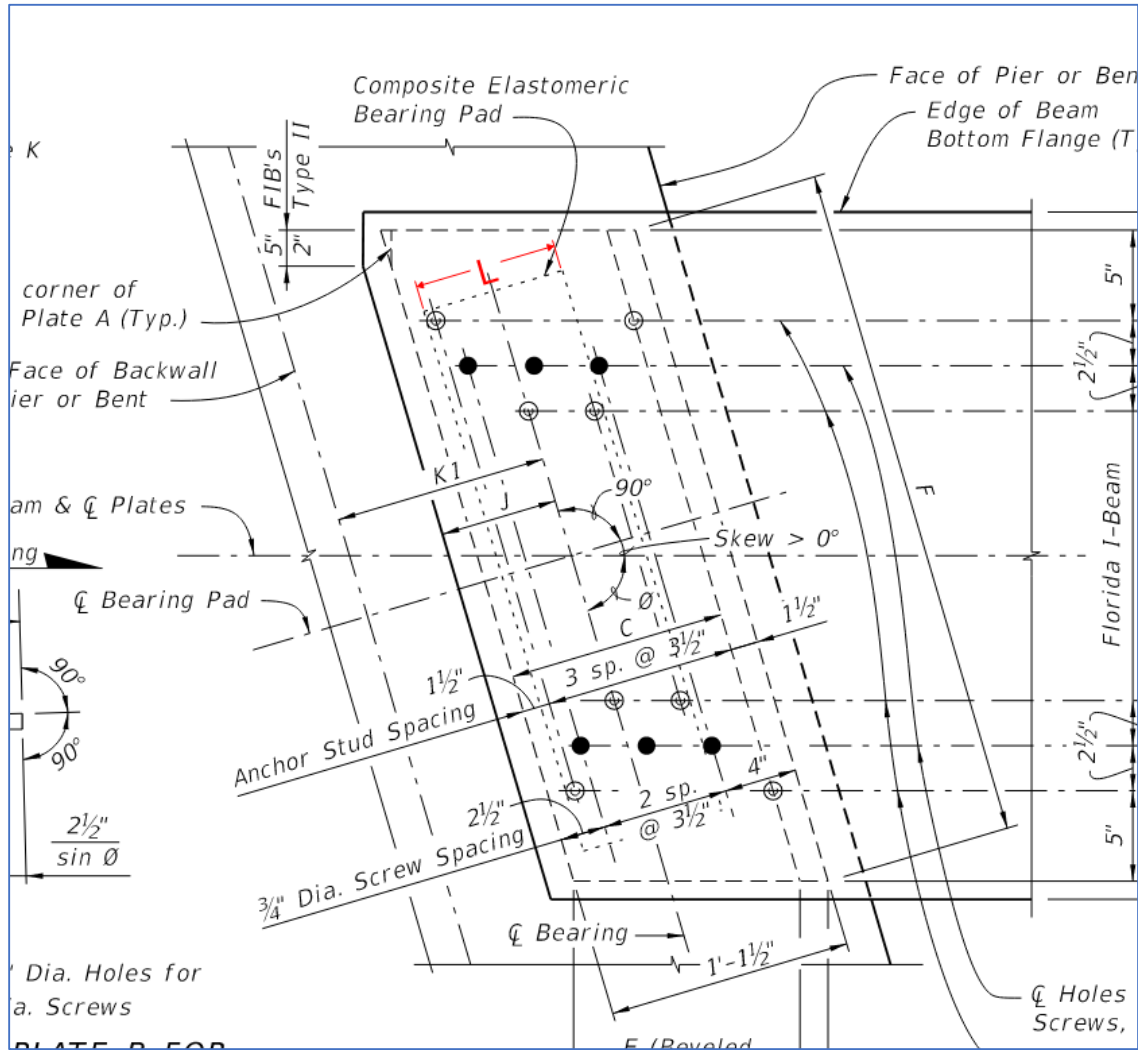 Composite Elastomeric
Bearing Pad
Face of Pier or Ben
Edge of Beam
Bottom Flange (T
e K
FIB's
Type II
5"
2"
L
5"
corner of
Plate A (Typ.)
2½"
Face of Backwall
ier or Bent
K1
J
90°
F
am & ℄ Plates
Skew > 0°
Florida I-Beam
ng
℄ Bearing Pad
Ø
C
1½"
3 sp. @ 3½"
90°
90°
1½"
Anchor Stud Spacing
2½"
4"
2 sp.
@ 3½"
2½"
5"
2½"
sin Ø
¾" Dia. Screw Spacing
℄ Bearing
1'-1½"
" Dia. Holes for
a. Screws
℄ Holes
Screws,
PLATE B FOR
E (Beveled